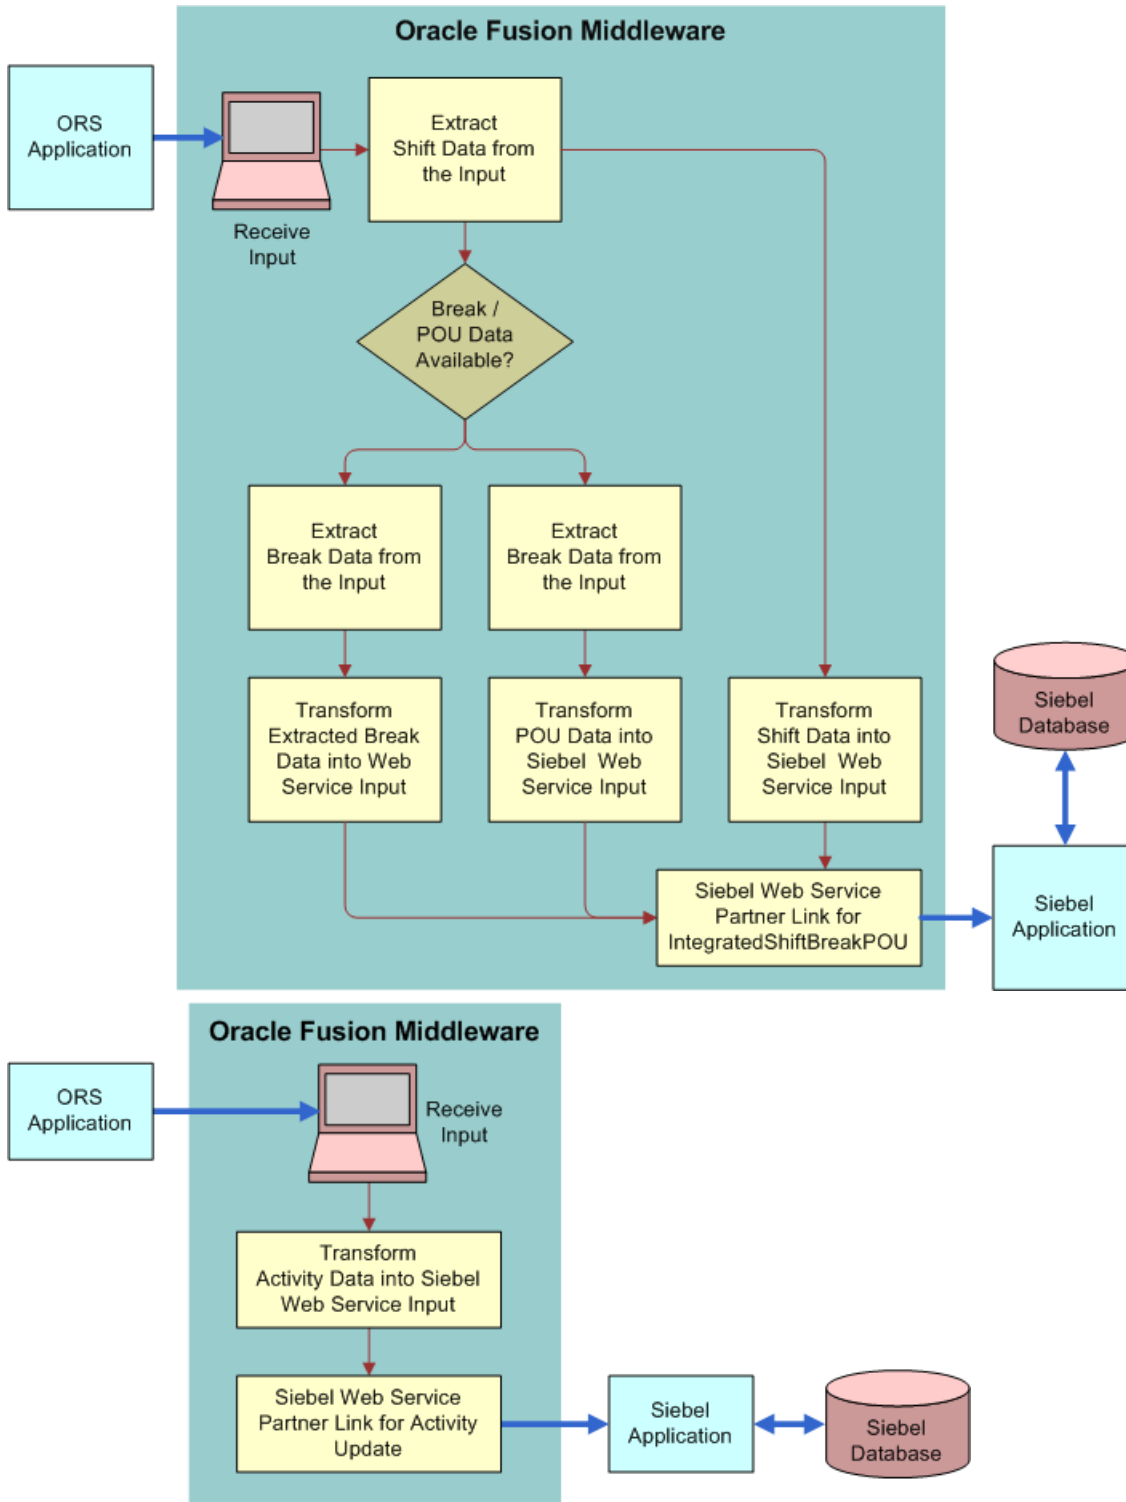 Oracle Fusion Middleware
ORS
Application
Receive
Input
Extract
Shift Data from
the Input
Break /
POU Data
Available?
Extract
Break Data from
the Input
Extract
Break Data from
the Input
Transform
Extracted Break
Data into Web
Service Input
Transform
POU Data into
Siebel Web
Service Input
Transform
Shift Data into
Siebel Web
Service Input
Siebel Web Service
Partner Link for
IntegratedShiftBreakPOU
Siebel
Database
Siebel
Application
Oracle Fusion Middleware
ORS
Application
Receive
Input
Transform
Activity Data into Siebel
Web Service Input
Siebel Web Service
Partner Link for Activity
Update
Siebel
Application
Siebel
Database